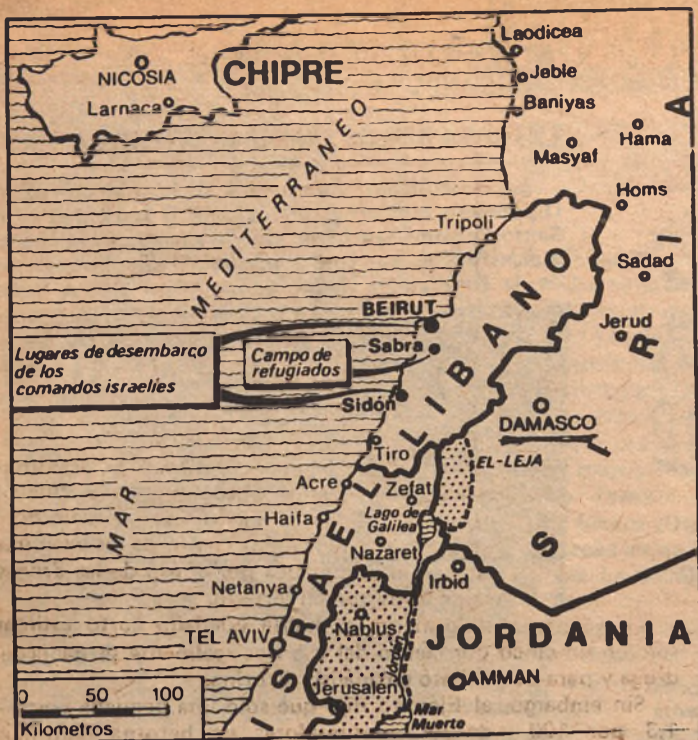 Laodicea
NICOSIA
CHIPRE
Jeble
Larnaca
Baniyas
Hama
Masyaf
Homs
MEDITERRANEO
Tripoli
Sadad
BEIRUT
Jerud
Lugares de desembarco
de los
comandos israelíes
Campo de
refugiados
Sabra
LIBANO
SIRIA
Sidón
DAMASCO
Tiro
EL-LEJA
Acre
Zefat
Lago de
Galilea
Haifa
MAR
Nazaret
Irbid
Netanya
ISRAEL
Nablus
JORDANIA
TEL AVIV
Jordán
AMMAN
Jerusalén
0 50 100
Kilometros
Mar
Muerto